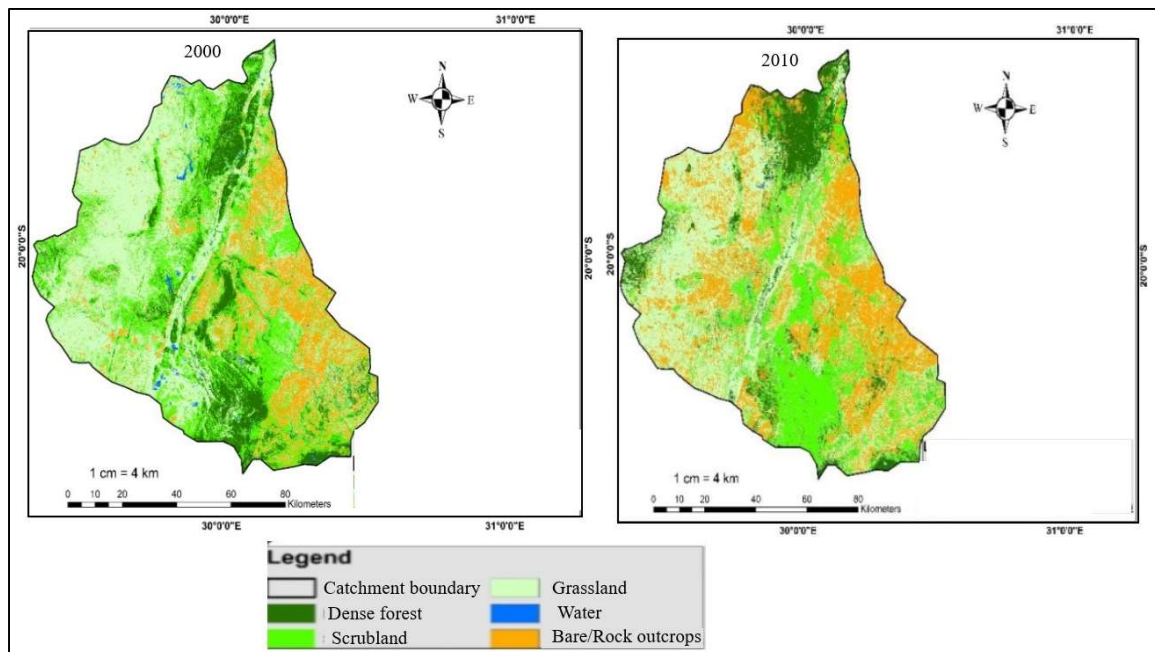 30°0'0"E
31°0'0"E
2000
N
W E
S
20°0'0"S
20°0'0"S
1 cm = 4 km
0 10 20 40 60 80
Kilometers
30°0'0"E
31°0'0"E
30°0'0"E
31°0'0"E
2010
N
W E
S
20°0'0"S
1 cm = 4 km
0 10 20 40 60 80
Kilometers
30°0'0"E
31°0'0"E
Legend
Catchment boundary
Grassland
Dense forest
Water
Scrubland
Bare/Rock outcrops